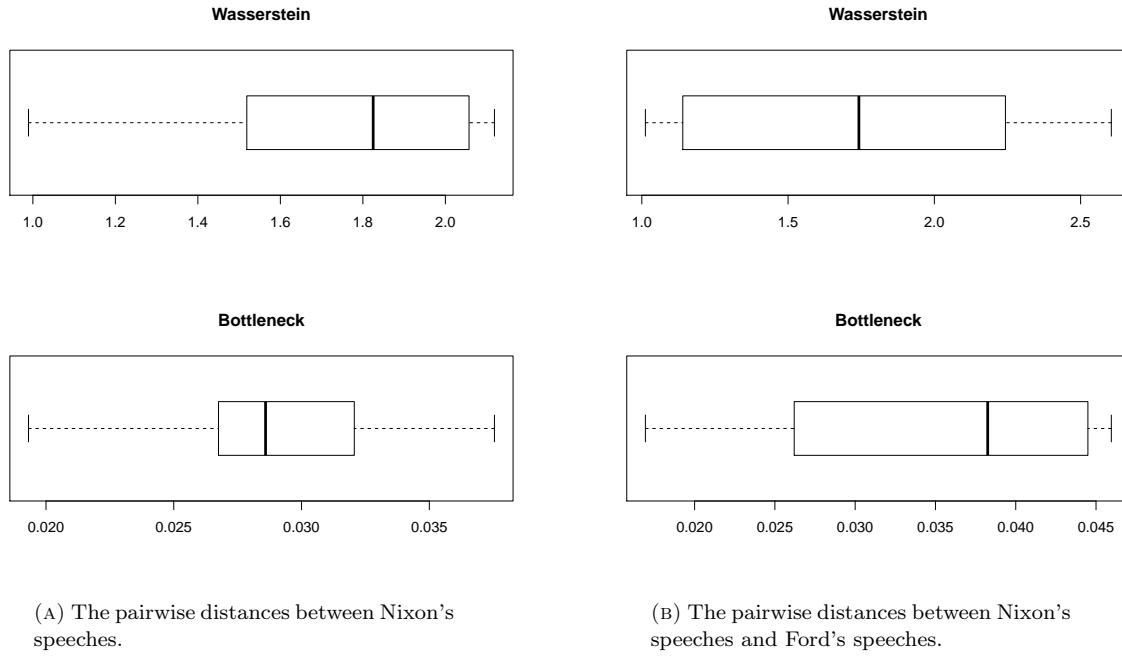 Wasserstein
1.0 1.2 1.4 1.6 1.8 2.0
Bottleneck
0.020 0.025 0.030 0.035
(A) The pairwise distances between Nixon's
speeches.
Wasserstein
1.0 1.5 2.0 2.5
Bottleneck
0.020 0.025 0.030 0.035 0.040 0.045
(B) The pairwise distances between Nixon's
speeches and Ford's speeches.